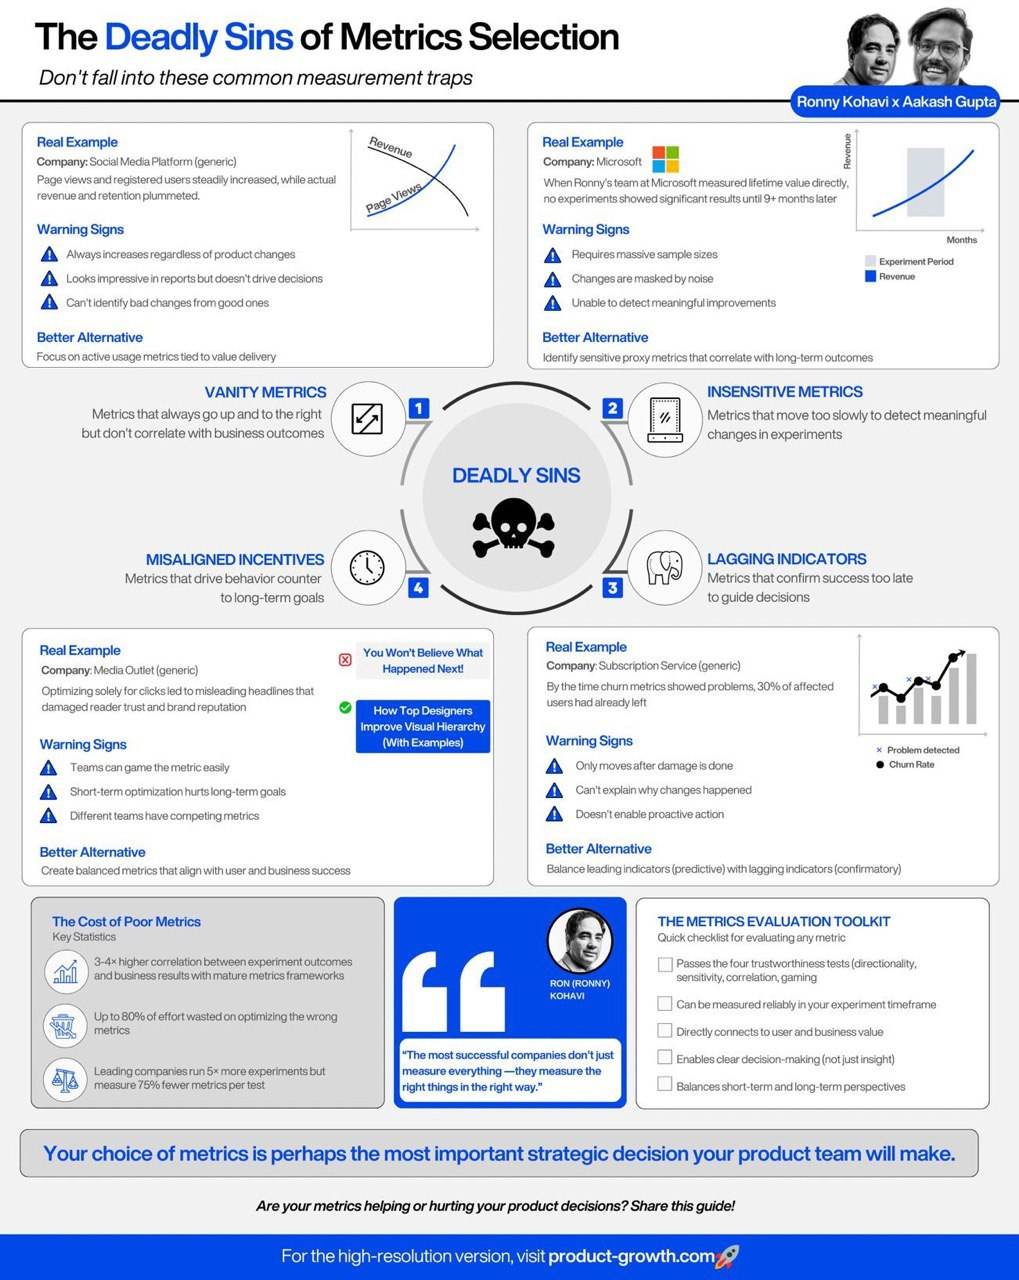 The Deadly Sins of Metrics Selection
Don't fall into these common measurement traps
Ronny Kohavi x Aakash Gupta
Real Example
Company: Social Media Platform (generic)
Page views and registered users steadily increased, while actual
revenue and retention plummeted.
Revenue
Page Views
Warning Signs
Always increases regardless of product changes
Looks impressive in reports but doesn't drive decisions
Can't identify bad changes from good ones
Better Alternative
Focus on active usage metrics tied to value delivery
Real Example
Company: Microsoft
When Ronny's team at Microsoft measured lifetime value directly,
no experiments showed significant results until 9+ months later
Revenue
Months
Experiment Period
Revenue
Warning Signs
Requires massive sample sizes
Changes are masked by noise
Unable to detect meaningful improvements
Better Alternative
Identify sensitive proxy metrics that correlate with long-term outcomes
VANITY METRICS
Metrics that always go up and to the right
but don't correlate with business outcomes
1
2
INSENSITIVE METRICS
Metrics that move too slowly to detect meaningful
changes in experiments
DEADLY SINS
MISALIGNED INCENTIVES
Metrics that drive behavior counter
to long-term goals
4
3
LAGGING INDICATORS
Metrics that confirm success too late
to guide decisions
Real Example
Company: Media Outlet (generic)
Optimizing solely for clicks led to misleading headlines that
damaged reader trust and brand reputation
You Won't Believe What
Happened Next!
How Top Designers
Improve Visual Hierarchy
(With Examples)
Warning Signs
Teams can game the metric easily
Short-term optimization hurts long-term goals
Different teams have competing metrics
Better Alternative
Create balanced metrics that align with user and business success
Real Example
Company: Subscription Service (generic)
By the time churn metrics showed problems, 30% of affected
users had already left
Problem detected
Churn Rate
Warning Signs
Only moves after damage is done
Can't explain why changes happened
Doesn't enable proactive action
Better Alternative
Balance leading indicators (predictive) with lagging indicators (confirmatory)
The Cost of Poor Metrics
Key Statistics
3-4× higher correlation between experiment outcomes
and business results with mature metrics frameworks
Up to 80% of effort wasted on optimizing the wrong
metrics
Leading companies run 5× more experiments but
measure 75% fewer metrics per test
RON (RONNY)
KOHAVI
"The most successful companies don't just
measure everything —they measure the
right things in the right way."
THE METRICS EVALUATION TOOLKIT
Quick checklist for evaluating any metric
Passes the four trustworthiness tests (directionality,
sensitivity, correlation, gaming
Can be measured reliably in your experiment timeframe
Directly connects to user and business value
Enables clear decision-making (not just insight)
Balances short-term and long-term perspectives
Your choice of metrics is perhaps the most important strategic decision your product team will make.
Are your metrics helping or hurting your product decisions? Share this guide!
For the high-resolution version, visit product-growth.com🚀